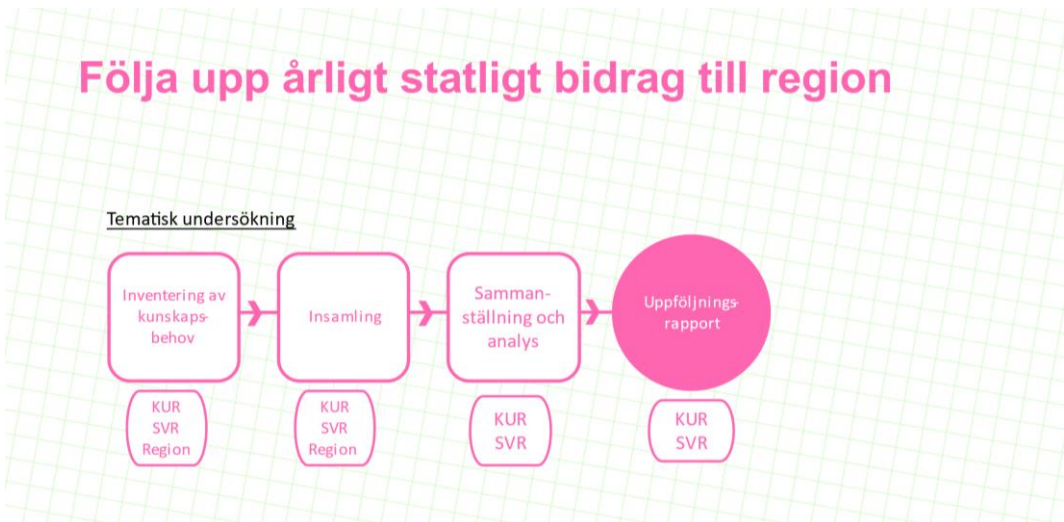 Följa upp årligt statligt bidrag till region
Tematisk undersökning
Inventering av
kunskaps-
behov
Insamling
Samman-
ställning och
analys
Uppföljnings-
rapport
KUR
SVR
Region
KUR
SVR
Region
KUR
SVR
KUR
SVR